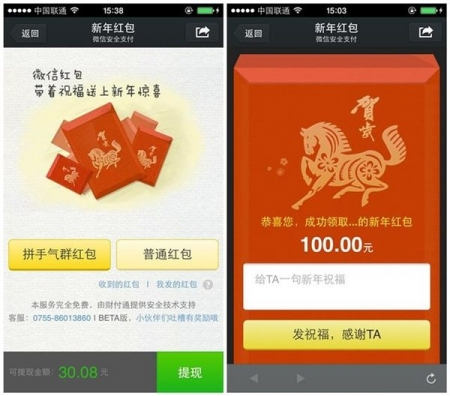 中国联通
15:38
返回
新年红包
微信安全支付
微信红包
带着祝福送上新年惊喜
拼手气群红包
普通红包
收到的红包 | 我发的红包 ?
本服务完全免费，由财付通提供安全技术支持
客服：0755-86013860 | BETA版，小伙伴们吐槽有奖励哦
可提现金额: 30.08 元
提现
中国联通
15:03
返回
新年红包
微信安全支付
贺岁
恭喜您，成功领取...的新年红包
100.00元
给TA一句新年祝福
发祝福，感谢TA